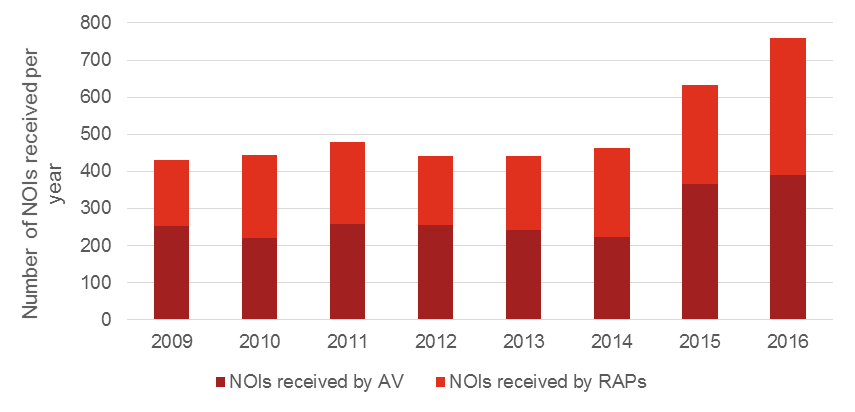 Number of NOIs received per
year
800
700
600
500
400
300
200
100
0
2009 2010 2011 2012 2013 2014 2015 2016
NOIs received by AV NOIs received by RAPs